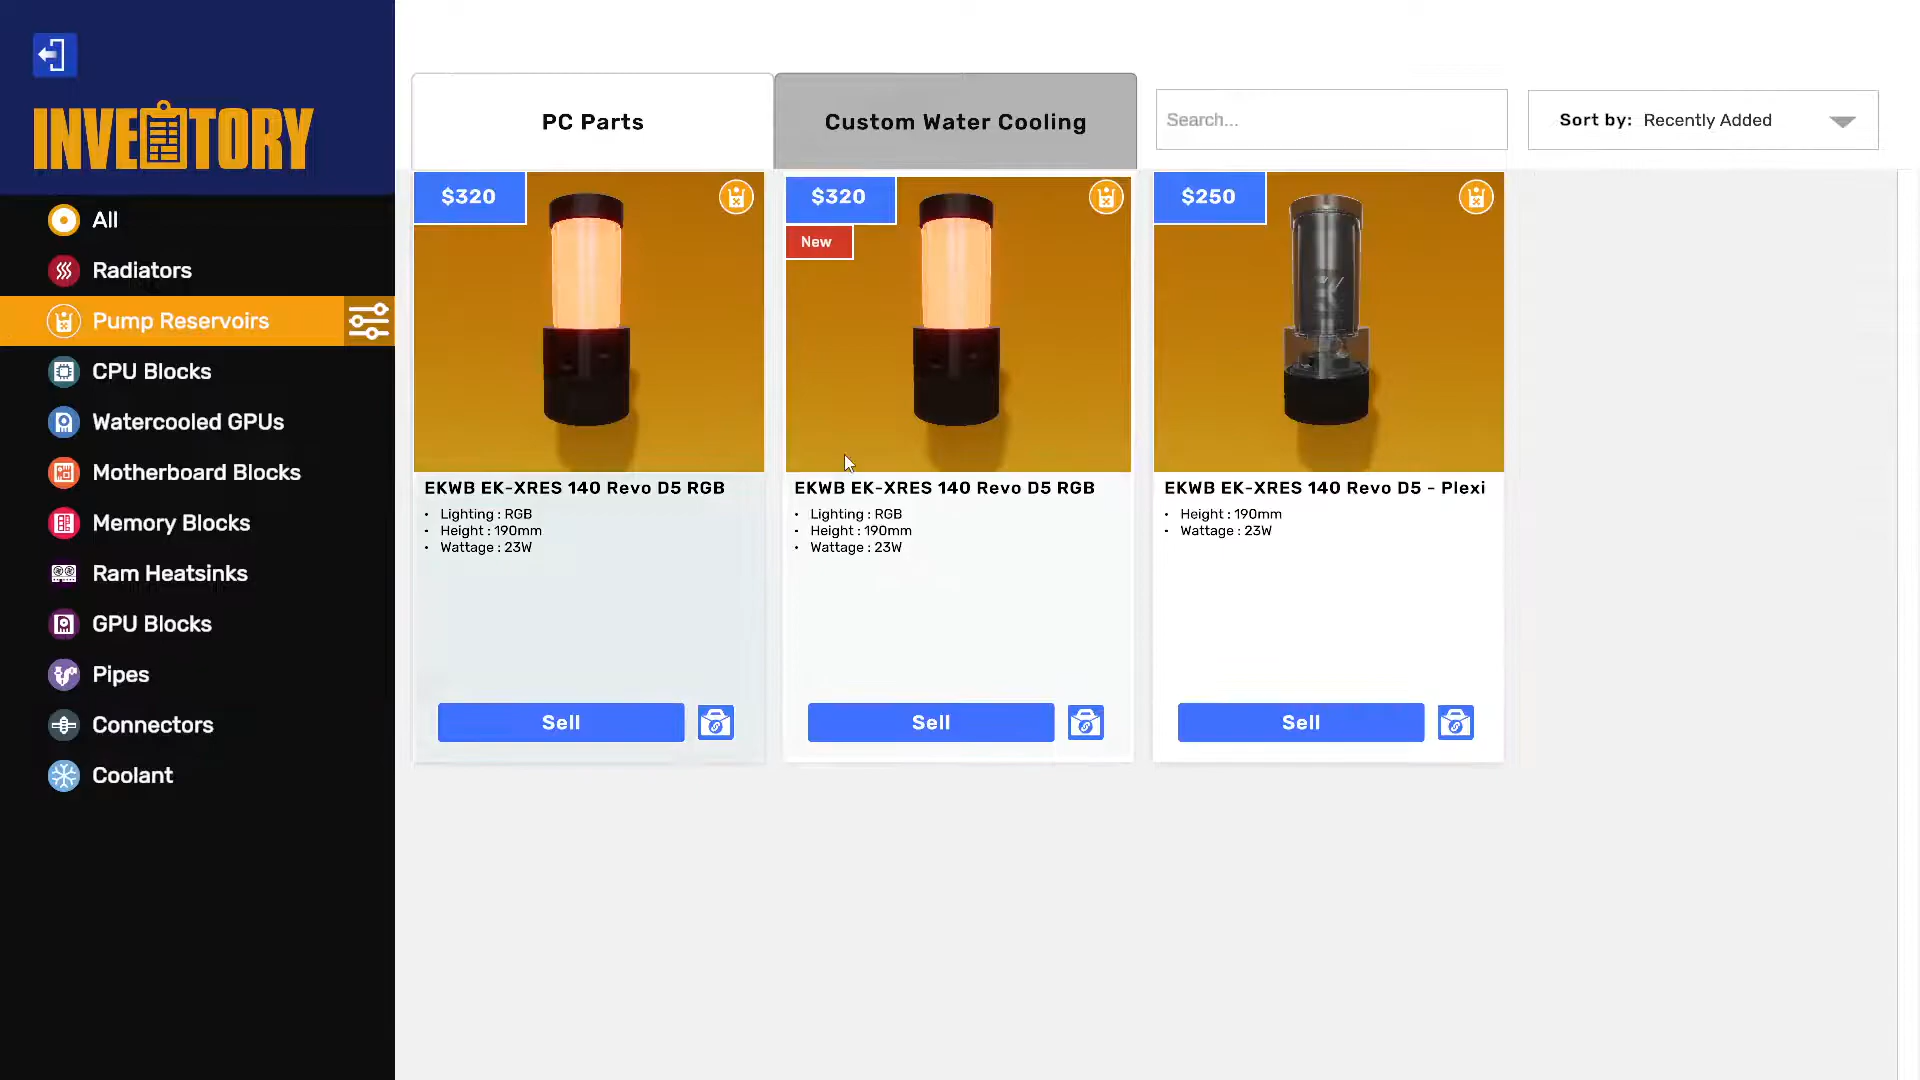 INVENTORY
All
Radiators
Pump Reservoirs
CPU Blocks
Watercooled GPUs
Motherboard Blocks
Memory Blocks
Ram Heatsinks
GPU Blocks
Pipes
Connectors
Coolant
PC Parts
Custom Water Cooling
Search...
Sort by: Recently Added
$320
EKWB EK-XRES 140 Revo D5 RGB
• Lighting : RGB
• Height : 190mm
• Wattage : 23W
Sell
$320
New
EKWB EK-XRES 140 Revo D5 RGB
• Lighting : RGB
• Height : 190mm
• Wattage : 23W
Sell
$250
EK
EKWB EK-XRES 140 Revo D5 - Plexi
• Height : 190mm
• Wattage : 23W
Sell